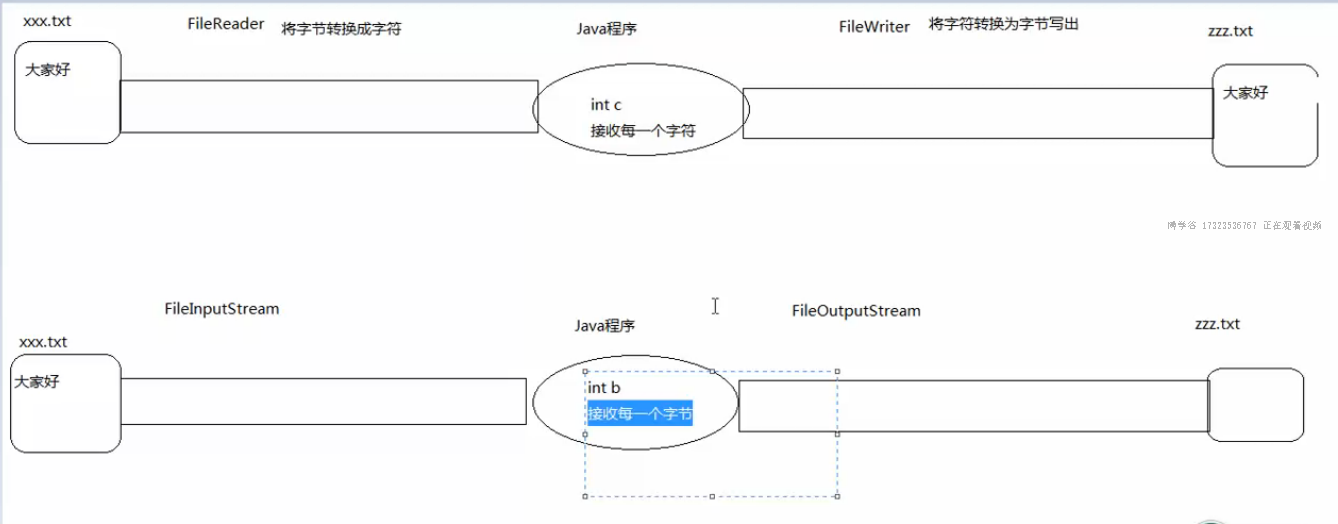 xxx.txt
FileReader
将字节转换成字符
Java程序
FileWriter
将字符转换为字节写出
zzz.txt
大家好
int c
接收每一个字符
大家好
博学谷 17323536767 正在观看视频
FileInputStream
Java程序
FileOutputStream
zzz.txt
xxx.txt
大家好
int b
接收每一个字节